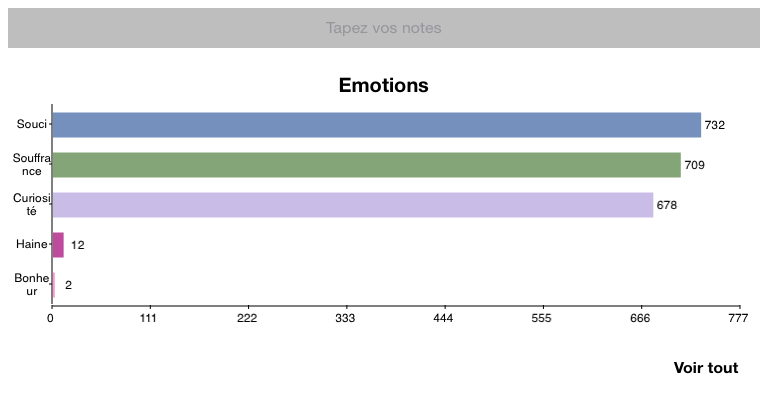 Tapez vos notes
Emotions
Souci
732
Souffra
nce
709
Curiosi
té
678
Haine
12
Bonhe
ur
2
0 111 222 333 444 555 666 777
Voir tout